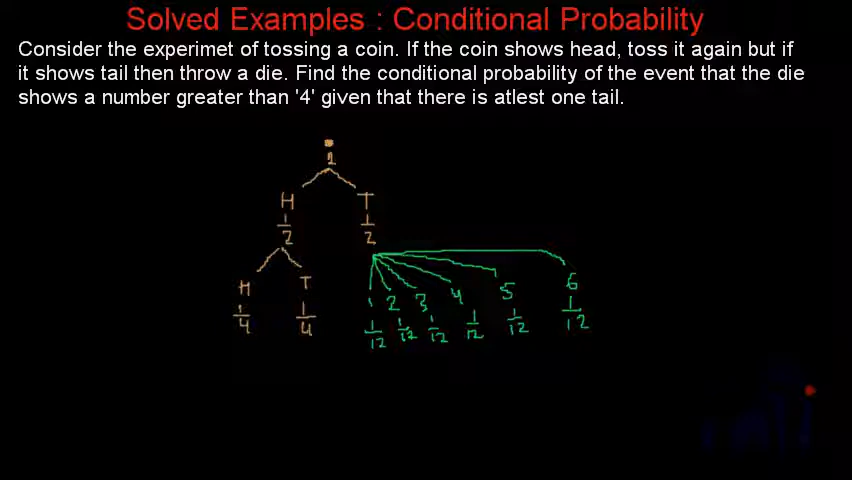 Solved Examples : Conditional Probability
Consider the experimet of tossing a coin. If the coin shows head, toss it again but if
it shows tail then throw a die. Find the conditional probability of the event that the die
shows a number greater than '4' given that there is atlest one tail.
1
H T
1/2 1/2
H T 1 2 3 4 5 6
1/4 1/4 1/12 1/12 1/12 1/12 1/12 1/12